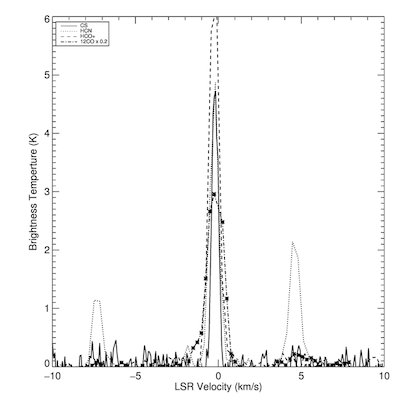 CS
HCN
HCO+
12CO x 0.2
6
5
4
3
2
1
0
Brightness Temperture (K)
−10 −5 0 5 10
LSR Velocity (km/s)